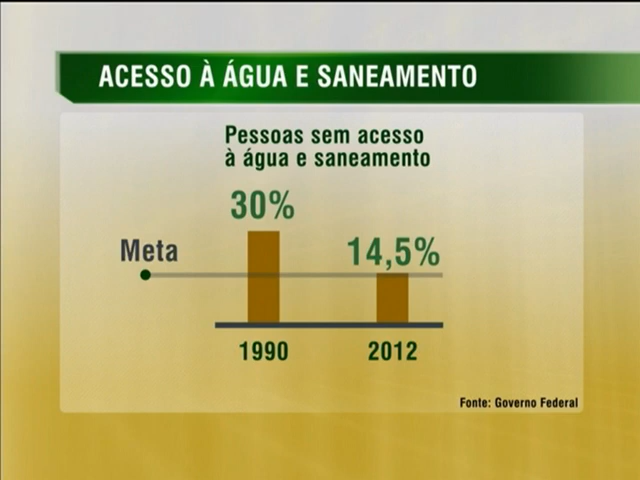 ACESSO À ÁGUA E SANEAMENTO
Pessoas sem acesso
à água e saneamento
30%
Meta
14,5%
1990 2012
Fonte: Governo Federal